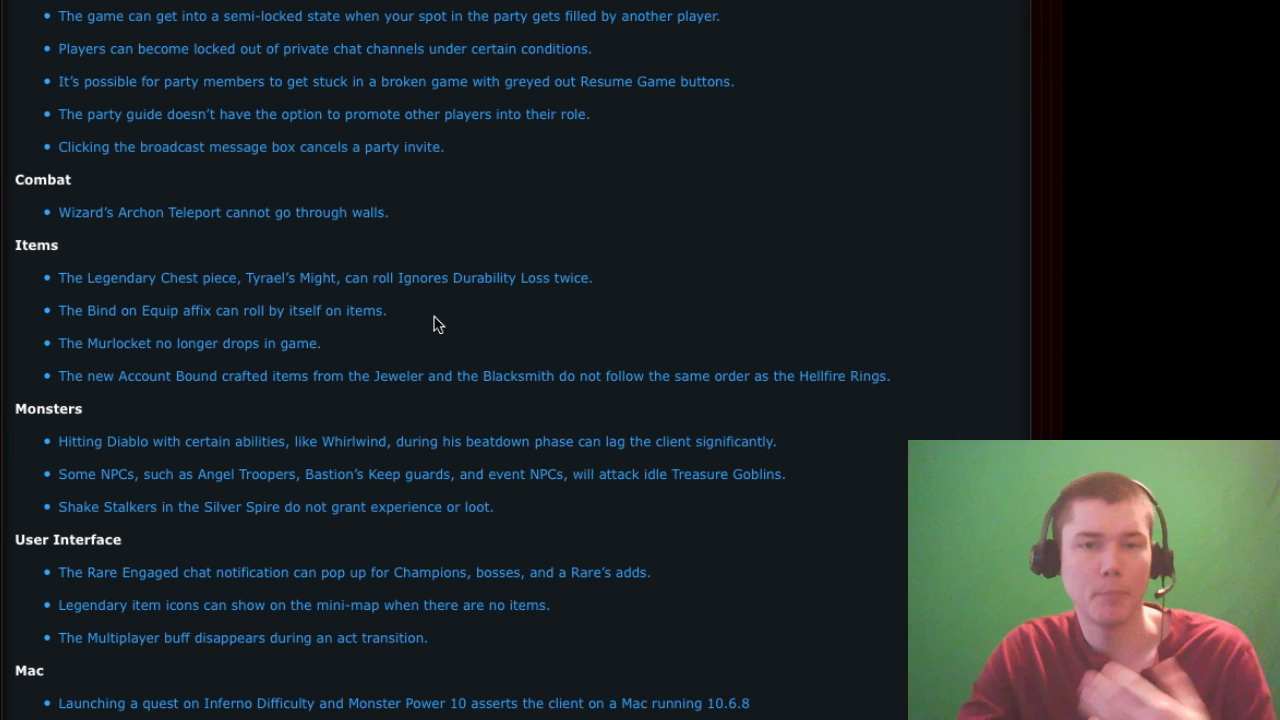 The game can get into a semi-locked state when your spot in the party gets filled by another player.
Players can become locked out of private chat channels under certain conditions.
It's possible for party members to get stuck in a broken game with greyed out Resume Game buttons.
The party guide doesn't have the option to promote other players into their role.
Clicking the broadcast message box cancels a party invite.
Combat
Wizard's Archon Teleport cannot go through walls.
Items
The Legendary Chest piece, Tyrael's Might, can roll Ignores Durability Loss twice.
The Bind on Equip affix can roll by itself on items.
The Murlocket no longer drops in game.
The new Account Bound crafted items from the Jeweler and the Blacksmith do not follow the same order as the Hellfire Rings.
Monsters
Hitting Diablo with certain abilities, like Whirlwind, during his beatdown phase can lag the client significantly.
Some NPCs, such as Angel Troopers, Bastion's Keep guards, and event NPCs, will attack idle Treasure Goblins.
Shake Stalkers in the Silver Spire do not grant experience or loot.
User Interface
The Rare Engaged chat notification can pop up for Champions, bosses, and a Rare's adds.
Legendary item icons can show on the mini-map when there are no items.
The Multiplayer buff disappears during an act transition.
Mac
Launching a quest on Inferno Difficulty and Monster Power 10 asserts the client on a Mac running 10.6.8